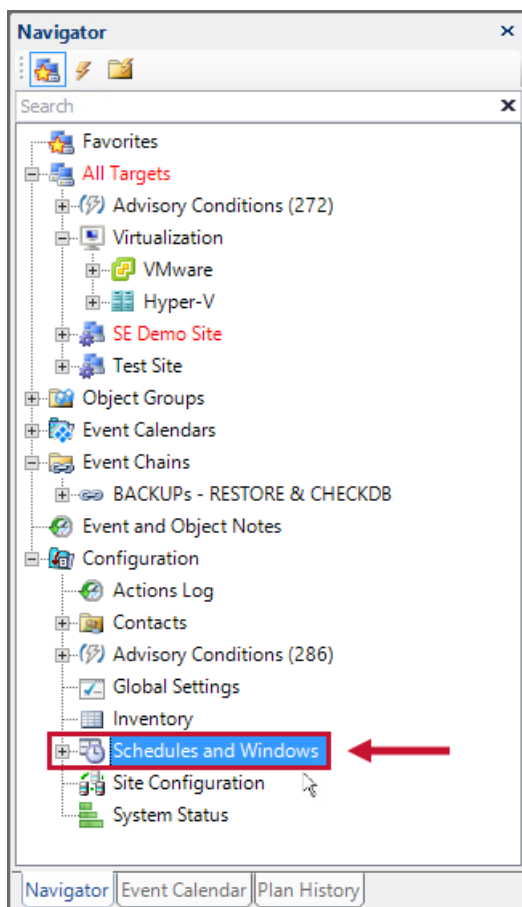 Navigator
Search
Favorites
All Targets
Advisory Conditions (272)
Virtualization
VMware
Hyper-V
SE Demo Site
Test Site
Object Groups
Event Calendars
Event Chains
BACKUPs - RESTORE & CHECKDB
Event and Object Notes
Configuration
Actions Log
Contacts
Advisory Conditions (286)
Global Settings
Inventory
Schedules and Windows
Site Configuration
System Status
Navigator Event Calendar Plan History